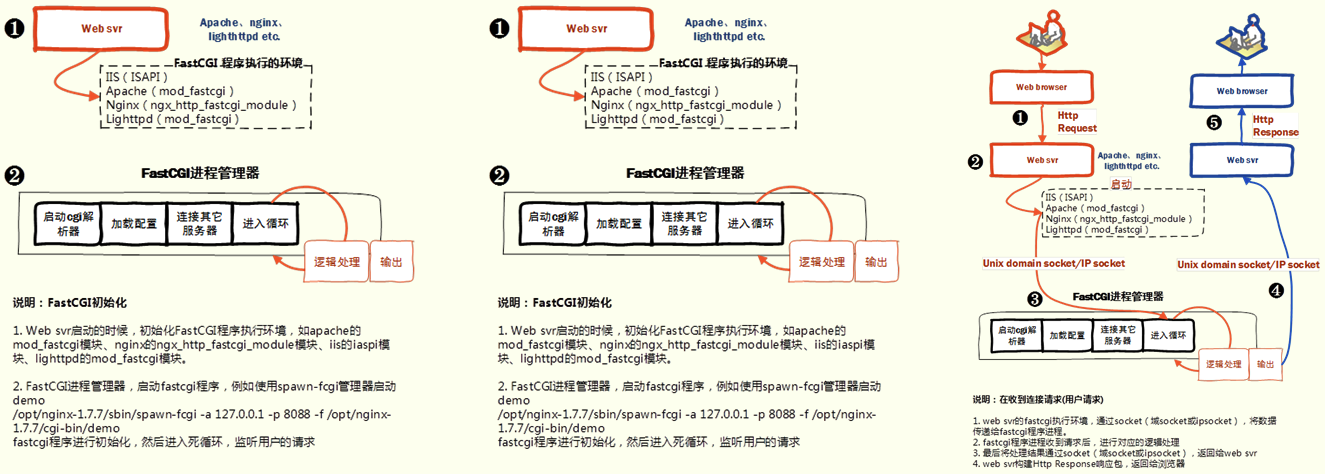 ❶
Web svr
Apache、nginx、
lighthttpd etc.
FastCGI 程序执行的环境
IIS（ISAPI）
Apache（mod_fastcgi）
Nginx（ngx_http_fastcgi_module）
Lighttpd（mod_fastcgi）
❷
FastCGI进程管理器
启动cgi解
析器
加载配置
连接其它
服务器
进入循环
逻辑处理
输出
说明：FastCGI初始化
1. Web svr启动的时候，初始化FastCGI程序执行环境，如apache的
mod_fastcgi模块、nginx的ngx_http_fastcgi_module模块、iis的iaspi模
块、lighttpd的mod_fastcgi模块。
2. FastCGI进程管理器，启动fastcgi程序，例如使用spawn-fcgi管理器启动
demo
/opt/nginx-1.7.7/sbin/spawn-fcgi -a 127.0.0.1 -p 8088 -f /opt/nginx-
1.7.7/cgi-bin/demo
fastcgi程序进行初始化，然后进入死循环，监听用户的请求
❶
Web svr
Apache、nginx、
lighthttpd etc.
FastCGI 程序执行的环境
IIS（ISAPI）
Apache（mod_fastcgi）
Nginx（ngx_http_fastcgi_module）
Lighttpd（mod_fastcgi）
❷
FastCGI进程管理器
启动cgi解
析器
加载配置
连接其它
服务器
进入循环
逻辑处理
输出
说明：FastCGI初始化
1. Web svr启动的时候，初始化FastCGI程序执行环境，如apache的
mod_fastcgi模块、nginx的ngx_http_fastcgi_module模块、iis的iaspi模
块、lighttpd的mod_fastcgi模块。
2. FastCGI进程管理器，启动fastcgi程序，例如使用spawn-fcgi管理器启动
demo
/opt/nginx-1.7.7/sbin/spawn-fcgi -a 127.0.0.1 -p 8088 -f /opt/nginx-
1.7.7/cgi-bin/demo
fastcgi程序进行初始化，然后进入死循环，监听用户的请求
Web browser
Web browser
❶
Http
Request
❺
Http
Response
❷
Web svr
Apache、nginx、
lighthttpd etc.
Web svr
启动
IIS（ISAPI）
Apache（mod_fastcgi）
Nginx（ngx_http_fastcgi_module）
Lighttpd（mod_fastcgi）
Unix domain socket/IP socket
Unix domain socket/IP socket
❸
FastCGI进程管理器
❹
启动cgi解
析器
加载配置
连接其它
服务器
进入循环
逻辑处理
输出
说明：在收到连接请求(用户请求)
1. web svr的fastcgi执行环境，通过socket（域socket或ipsocket），将数据
传递给fastcgi程序进程。
2. fastcgi程序进程收到请求后，进行对应的逻辑处理
3. 最后将处理结果通过socket（域socket或ipsocket），返回给web svr
4. web svr构建Http Response响应包，返回给浏览器